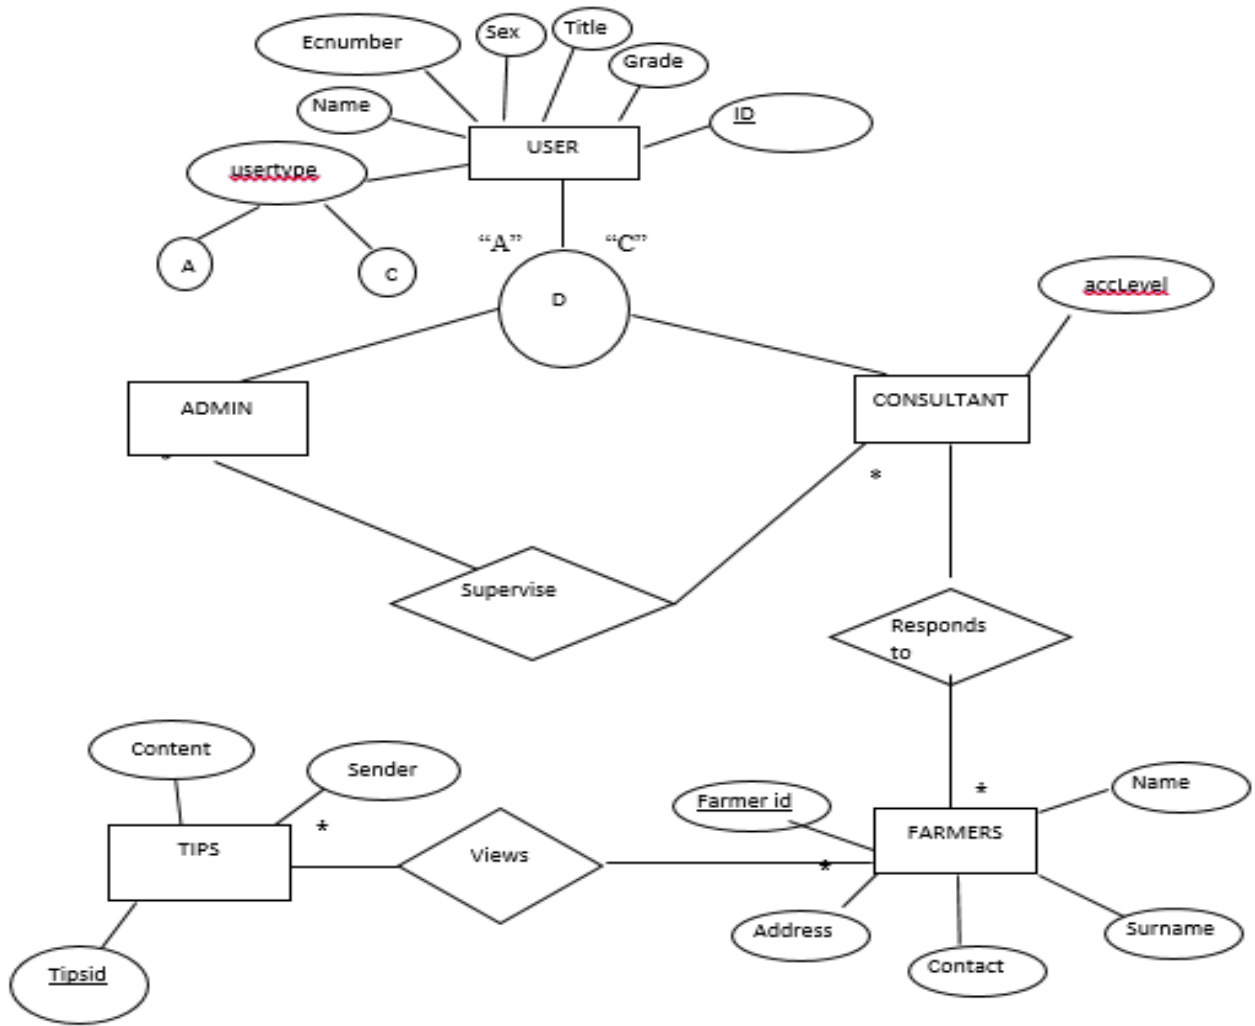 Ecnumber
Sex
Title
Grade
Name
ID
USER
usertype
A
C
“A”
“C”
D
accLevel
ADMIN
CONSULTANT
*
Supervise
Responds
to
Content
Sender
Farmer id
*
Name
TIPS
*
Views
*
FARMERS
Address
Contact
Surname
Tipsid